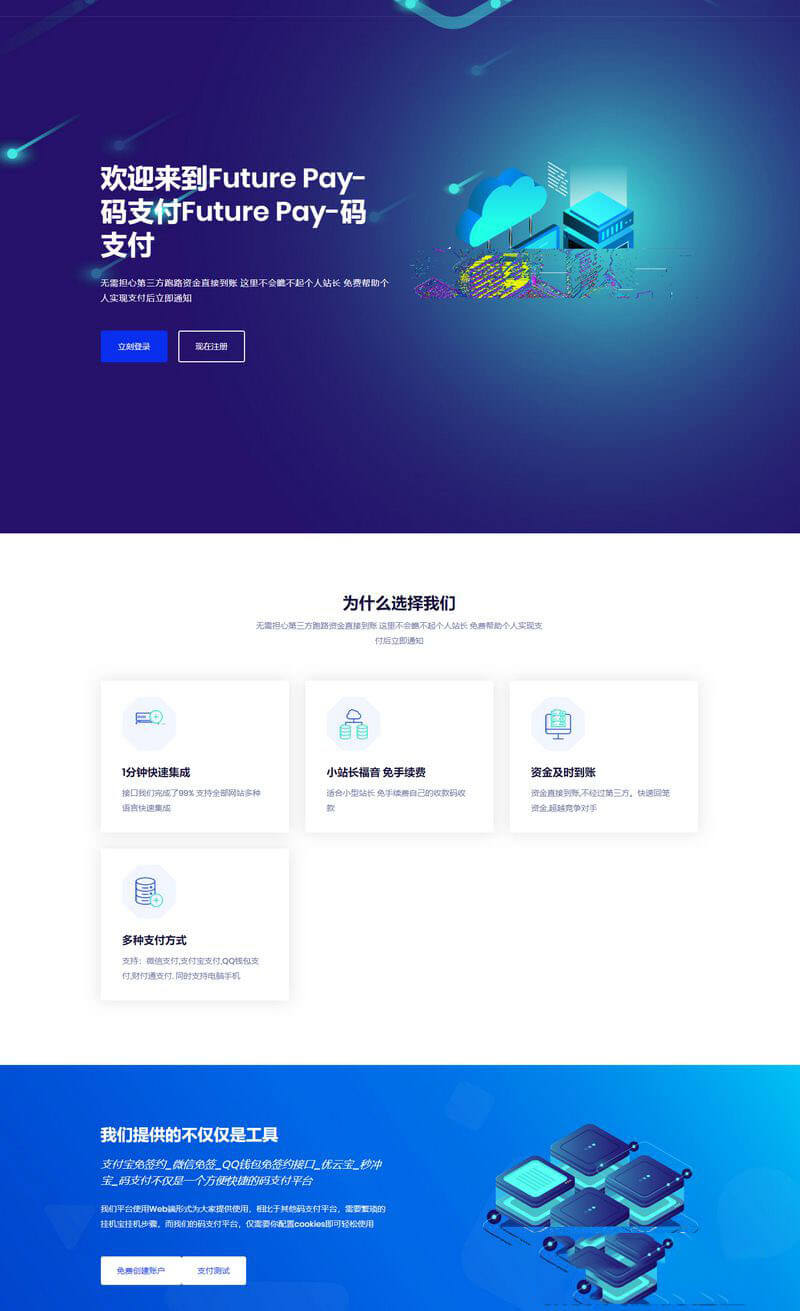 欢迎来到Future Pay-
码支付Future Pay-码
支付
无需担心第三方跑路资金直接到账 这里不会瞧不起个人站长 免费帮助个
人实现支付后立即通知
立刻登录
现在注册
为什么选择我们
无需担心第三方跑路资金直接到账 这里不会瞧不起个人站长 免费帮助个人实现支
付后立即通知
1分钟快速集成
接口我们完成了99% 支持全部网站多种
语言快速集成
小站长福音 免手续费
适合小型站长 免手续费自己的收款码收
款
资金及时到账
资金直接到账,不经过第三方。快速回笼
资金,超越竞争对手
多种支付方式
支持：微信支付,支付宝支付,QQ钱包支
付,财付通支付. 同时支持电脑手机
我们提供的不仅仅是工具
支付宝免签约_微信免签_QQ钱包免签约接口_优云宝_秒冲
宝_码支付不仅是一个方便快捷的码支付平台
我们平台使用Web端形式为大家提供使用，相比于其他码支付平台，需要繁琐的
挂机宝挂机步骤，而我们的码支付平台，仅需要你配置cookies即可轻松使用
免费创建账户
支付测试